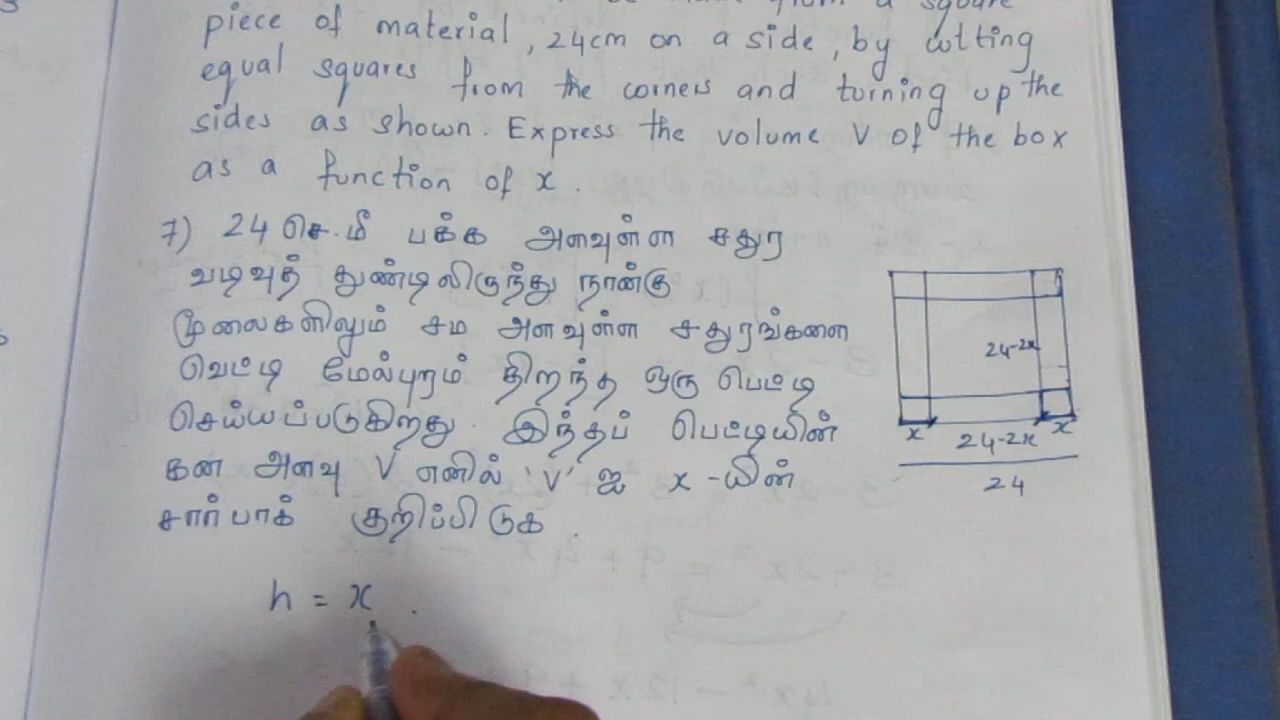 from a square
piece of material, 24cm on a side, by cutting
equal squares from the corners and turning up the
sides as shown. Express the volume V of the box
as a function of x.
7) 24 செ.மீ பக்க அளவுள்ள சதுர
வடிவத் துண்டிலிருந்து நான்கு
மூலைகளிலும் சம அளவுள்ள சதுரங்களை
வெட்டி மேல்புறம் திறந்த ஒரு பெட்டி
செய்யப்படுகிறது. இந்தப் பெட்டியின்
கன அளவு V எனில் 'V' ஐ x -யின்
சார்பாக் குறிப்பிடுக.
24-2x
x 24-2x x
24
h = x .